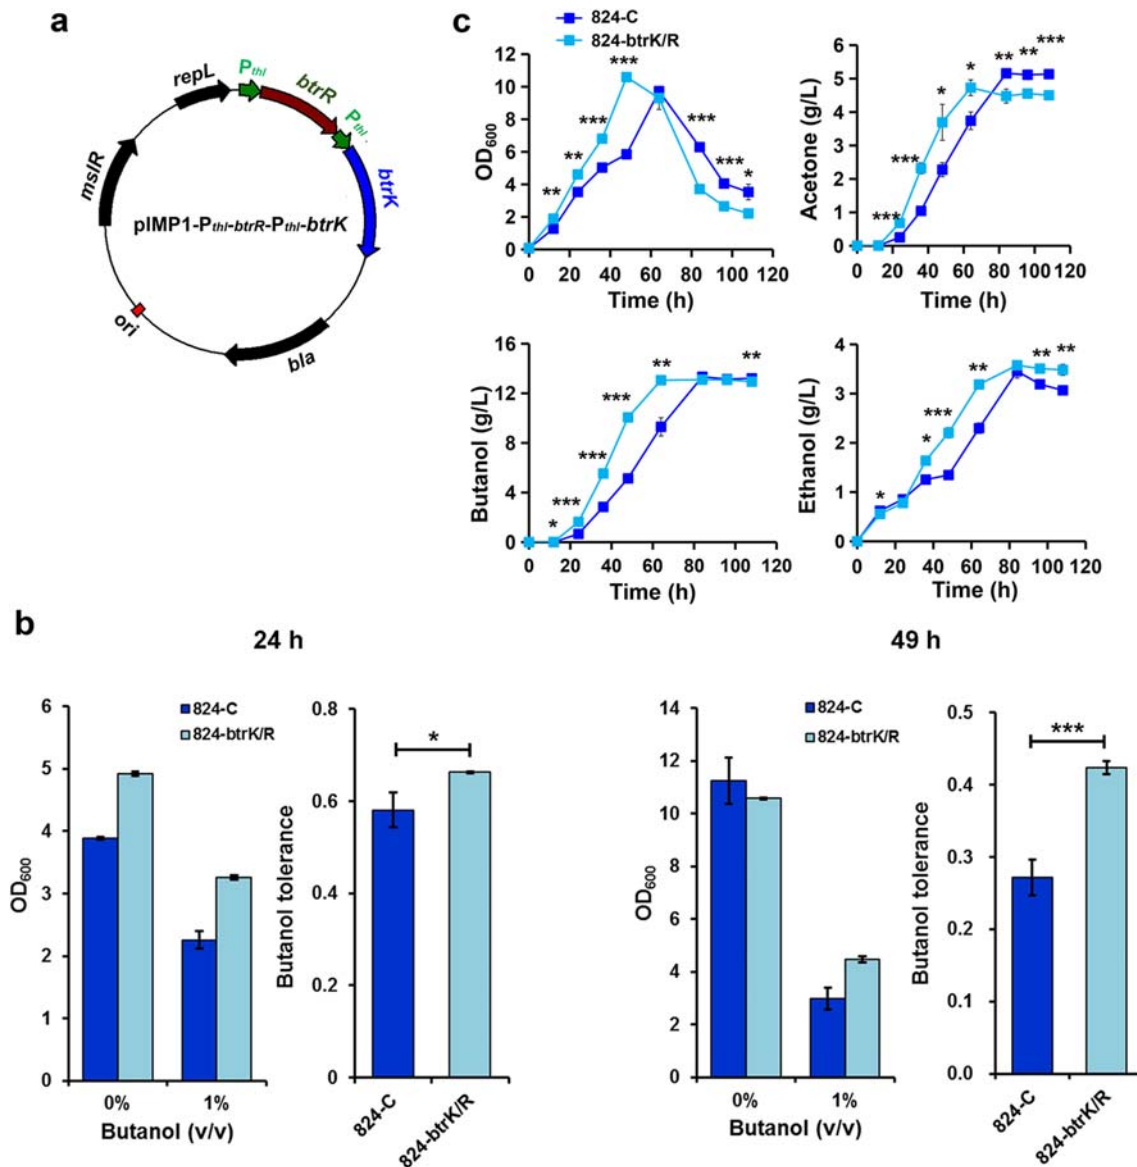 a
P_thl
btrR
P_thl.
btrK
bla
ori
mslR
repL
pIMP1-P_thl-btrR-P_thl-btrK
c
824-C
824-btrK/R
OD₆₀₀
12
10
8
6
4
2
0
** ** *** *** *** *** *
0 20 40 60 80 100 120
Time (h)
Acetone (g/L)
6
5
4
3
2
1
0
*** *** * * ** ** ***
0 20 40 60 80 100 120
Time (h)
Butanol (g/L)
16
12
8
4
0
* *** *** *** ** **
0 20 40 60 80 100 120
Time (h)
Ethanol (g/L)
4
3
2
1
0
* * *** ** ** **
0 20 40 60 80 100 120
Time (h)
b
24 h
OD₆₀₀
6
5
4
3
2
1
0
824-C
824-btrK/R
0% 1%
Butanol (v/v)
Butanol tolerance
0.8
0.6
0.4
0.2
0
*
824-C
824-btrK/R
49 h
OD₆₀₀
14
12
10
8
6
4
2
0
824-C
824-btrK/R
0% 1%
Butanol (v/v)
Butanol tolerance
0.5
0.4
0.3
0.2
0.1
0.0
***
824-C
824-btrK/R